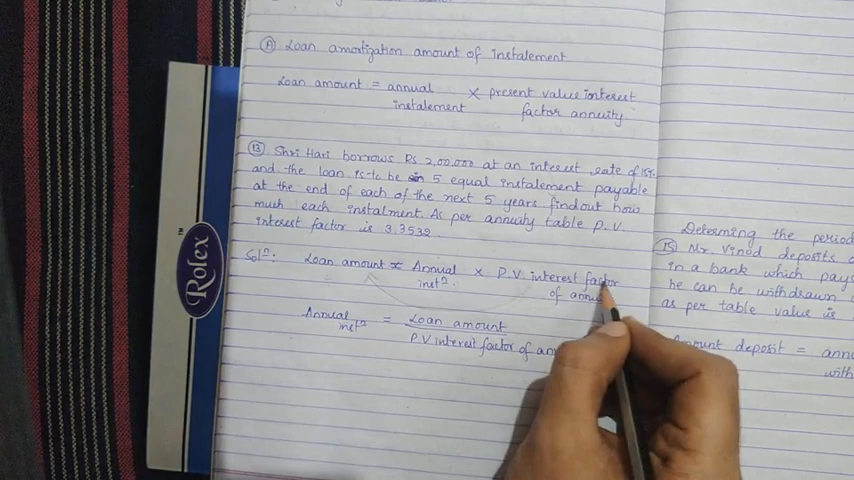 (A) Loan amortization amount of instalement
Loan amount = annual instalement × present value interest factor annuity
(13) Shri Hari borrows Rs 2,00,000 at an interest rate of 15%
and the loan is to be in 5 equal instalement payable
at the end of each of the next 5 years findout how
much each instalment. As per annuity table P.V
interest factor is 3.3532.
Solⁿ: Loan amount = Annual instⁿ. × P.V interest factor
of annu
Annual instⁿ = Loan amount
P.V interest factor of ann
Determing the period
(15) Mr Vinod deposits a
in a bank which pays
he can be withdrawn
as per table value is
Amount deposit = annu
with
ROLEX